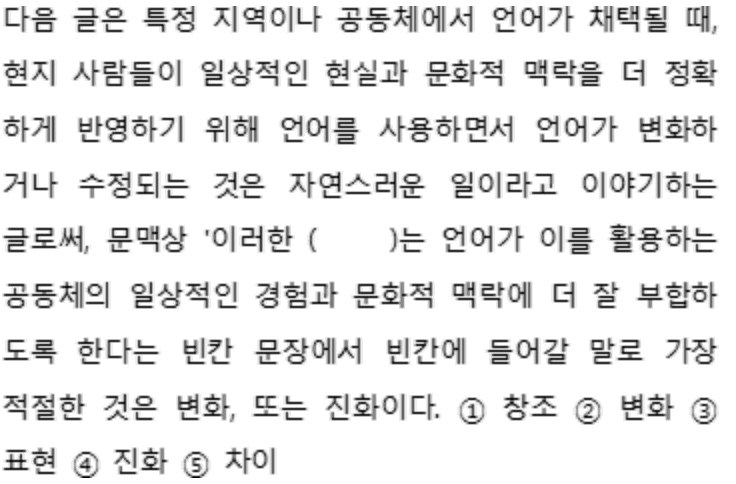 다음 글은 특정 지역이나 공동체에서 언어가 채택될 때,
현지 사람들이 일상적인 현실과 문화적 맥락을 더 정확
하게 반영하기 위해 언어를 사용하면서 언어가 변화하
거나 수정되는 것은 자연스러운 일이라고 이야기하는
글로써, 문맥상 '이러한 (      )는 언어가 이를 활용하는
공동체의 일상적인 경험과 문화적 맥락에 더 잘 부합하
도록 한다는 빈칸 문장에서 빈칸에 들어갈 말로 가장
적절한 것은 변화, 또는 진화이다. ① 창조 ② 변화 ③
표현 ④ 진화 ⑤ 차이